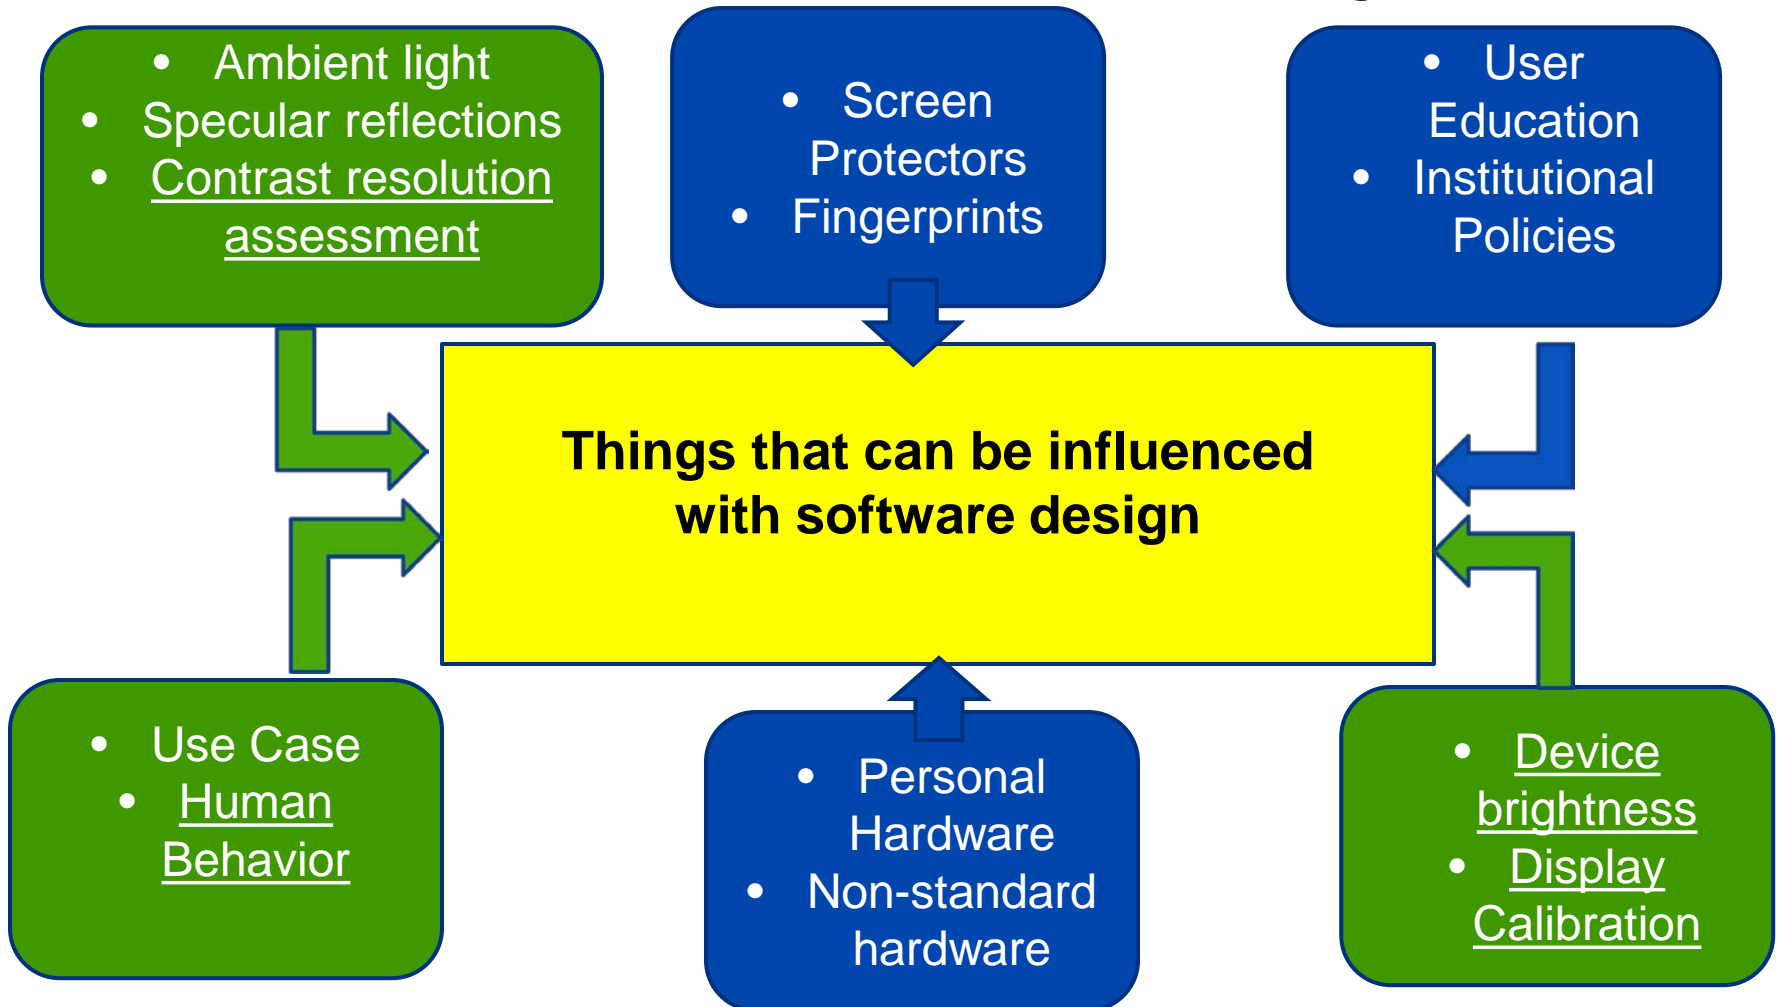 • Ambient light
• Specular reflections
• Contrast resolution
assessment
• Screen
Protectors
• Fingerprints
• User
Education
• Institutional
Policies
Things that can be influenced
with software design
• Use Case
• Human
Behavior
• Personal
Hardware
• Non-standard
hardware
• Device
brightness
• Display
Calibration